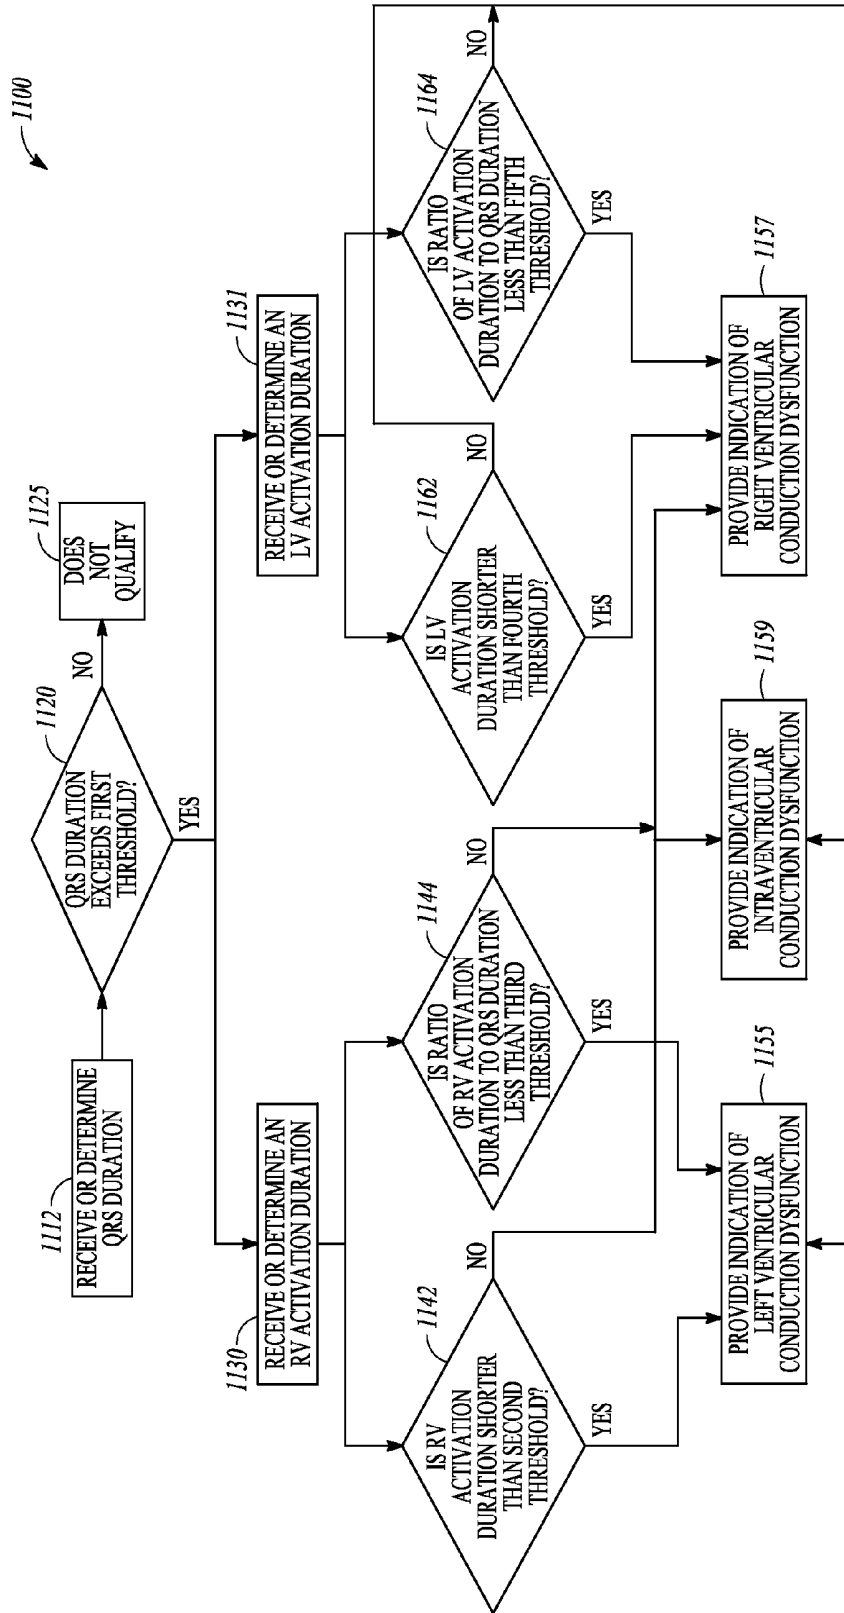 1100
1112
RECEIVE OR DETERMINE
QRS DURATION
1120
QRS DURATION
EXCEEDS FIRST
THRESHOLD?
NO
1125
DOES
NOT
QUALIFY
YES
1130
RECEIVE OR DETERMINE AN
RV ACTIVATION DURATION
1131
RECEIVE OR DETERMINE AN
LV ACTIVATION DURATION
1142
IS RV
ACTIVATION
DURATION SHORTER
THAN SECOND
THRESHOLD?
NO
YES
1144
IS RATIO
OF RV ACTIVATION
DURATION TO QRS DURATION
LESS THAN THIRD
THRESHOLD?
NO
YES
1162
IS LV
ACTIVATION
DURATION SHORTER
THAN FOURTH
THRESHOLD?
NO
YES
1164
IS RATIO
OF LV ACTIVATION
DURATION TO QRS DURATION
LESS THAN FIFTH
THRESHOLD?
NO
YES
1155
PROVIDE INDICATION OF
LEFT VENTRICULAR
CONDUCTION DYSFUNCTION
1159
PROVIDE INDICATION OF
INTRAVENTRICULAR
CONDUCTION DYSFUNCTION
1157
PROVIDE INDICATION OF
RIGHT VENTRICULAR
CONDUCTION DYSFUNCTION